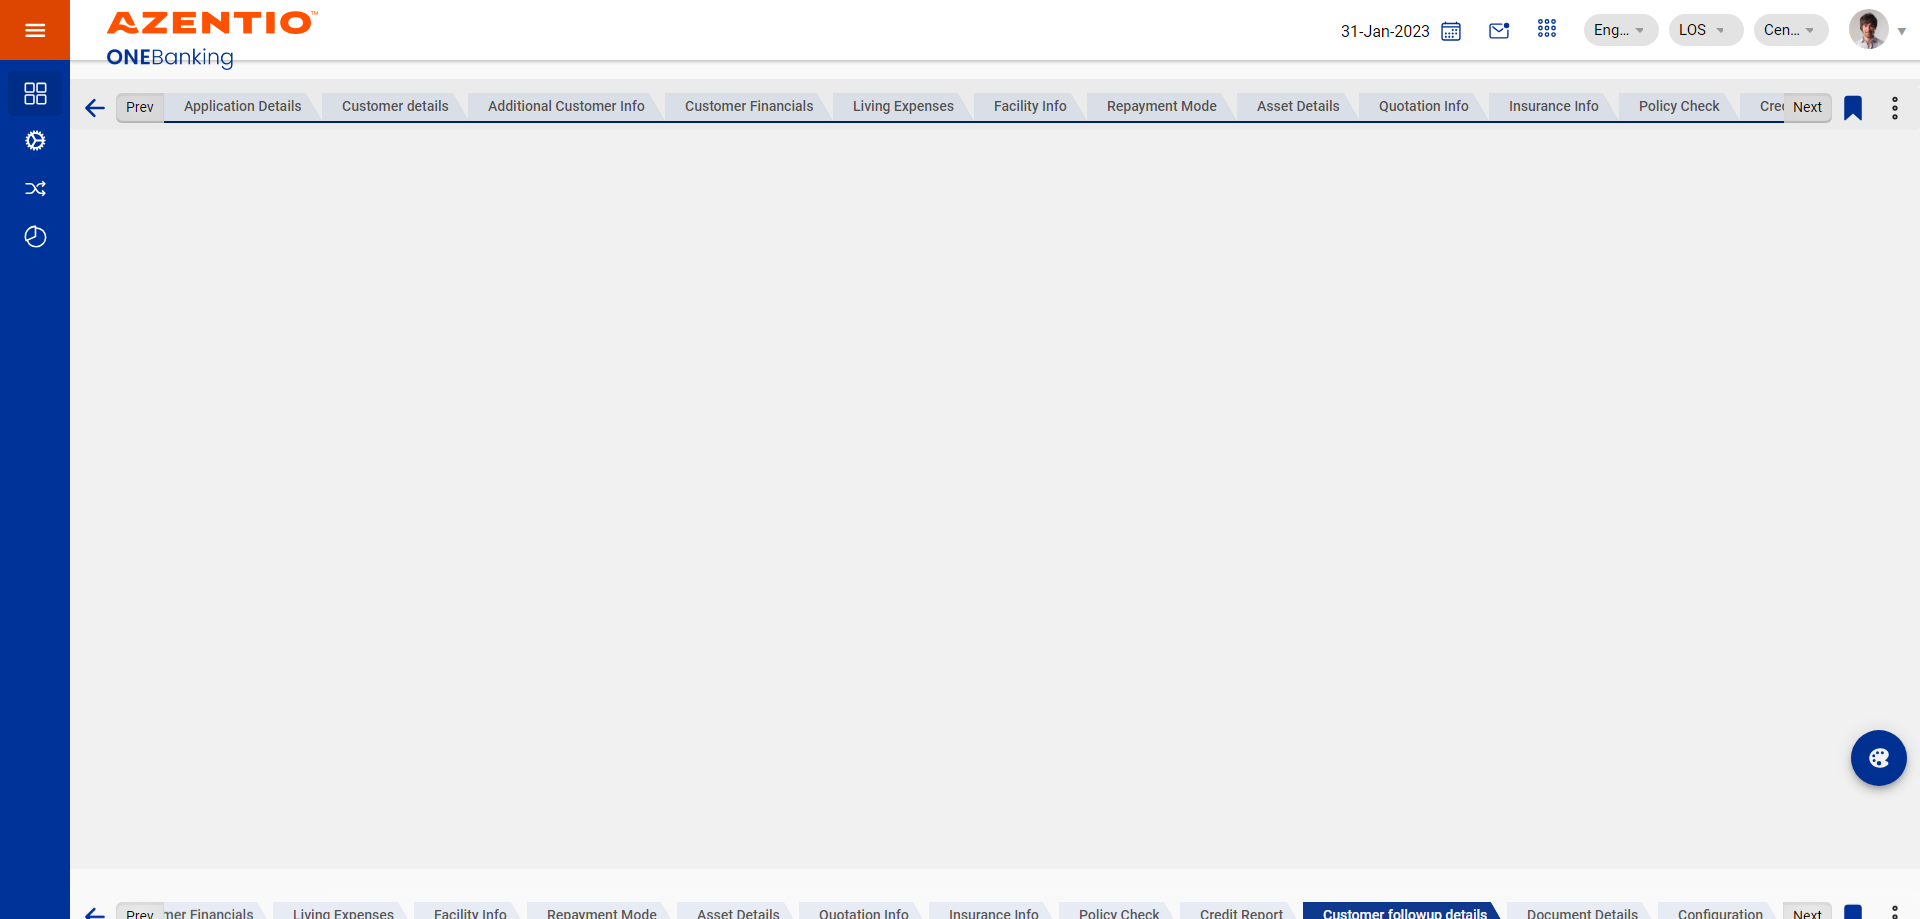 AZENTIO™
ONEBanking
31-Jan-2023
Eng...
LOS
Cen...
Prev
Application Details
Customer details
Additional Customer Info
Customer Financials
Living Expenses
Facility Info
Repayment Mode
Asset Details
Quotation Info
Insurance Info
Policy Check
Cre
Next
Prev
mer Financials
Living Expenses
Facility Info
Repayment Mode
Asset Details
Quotation Info
Insurance Info
Policy Check
Credit Report
Customer followup details
Document Details
Configuration
Next